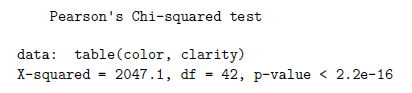 Pearson's Chi-squared test
data: table(color, clarity)
X-squared = 2047.1, df = 42, p-value < 2.2e-16